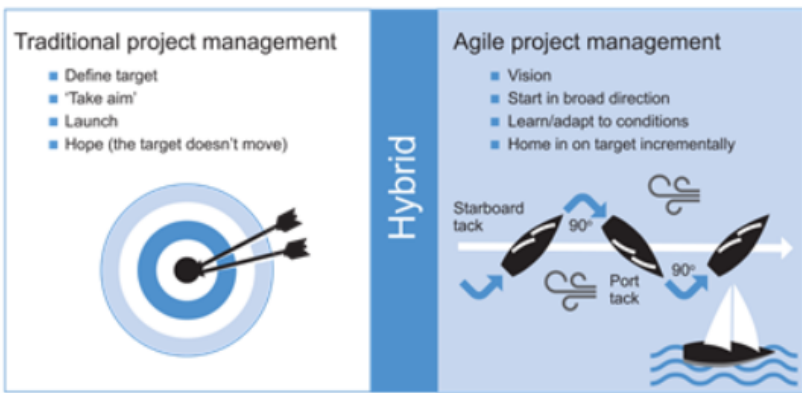 Traditional project management
Define target
‘Take aim’
Launch
Hope (the target doesn’t move)
Hybrid
Agile project management
Vision
Start in broad direction
Learn/adapt to conditions
Home in on target incrementally
Starboard
tack
90°
Port
tack
90°